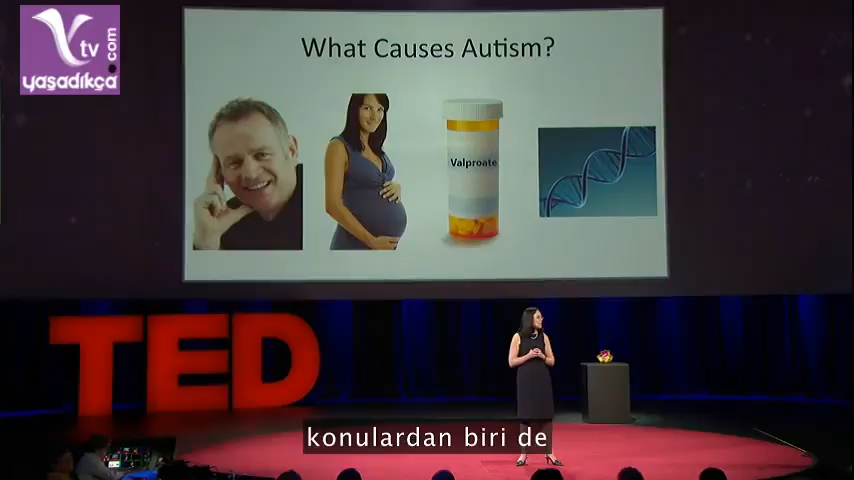 tv
.com
yaşadıkça
What Causes Autism?
Valproate
TED
konulardan biri de